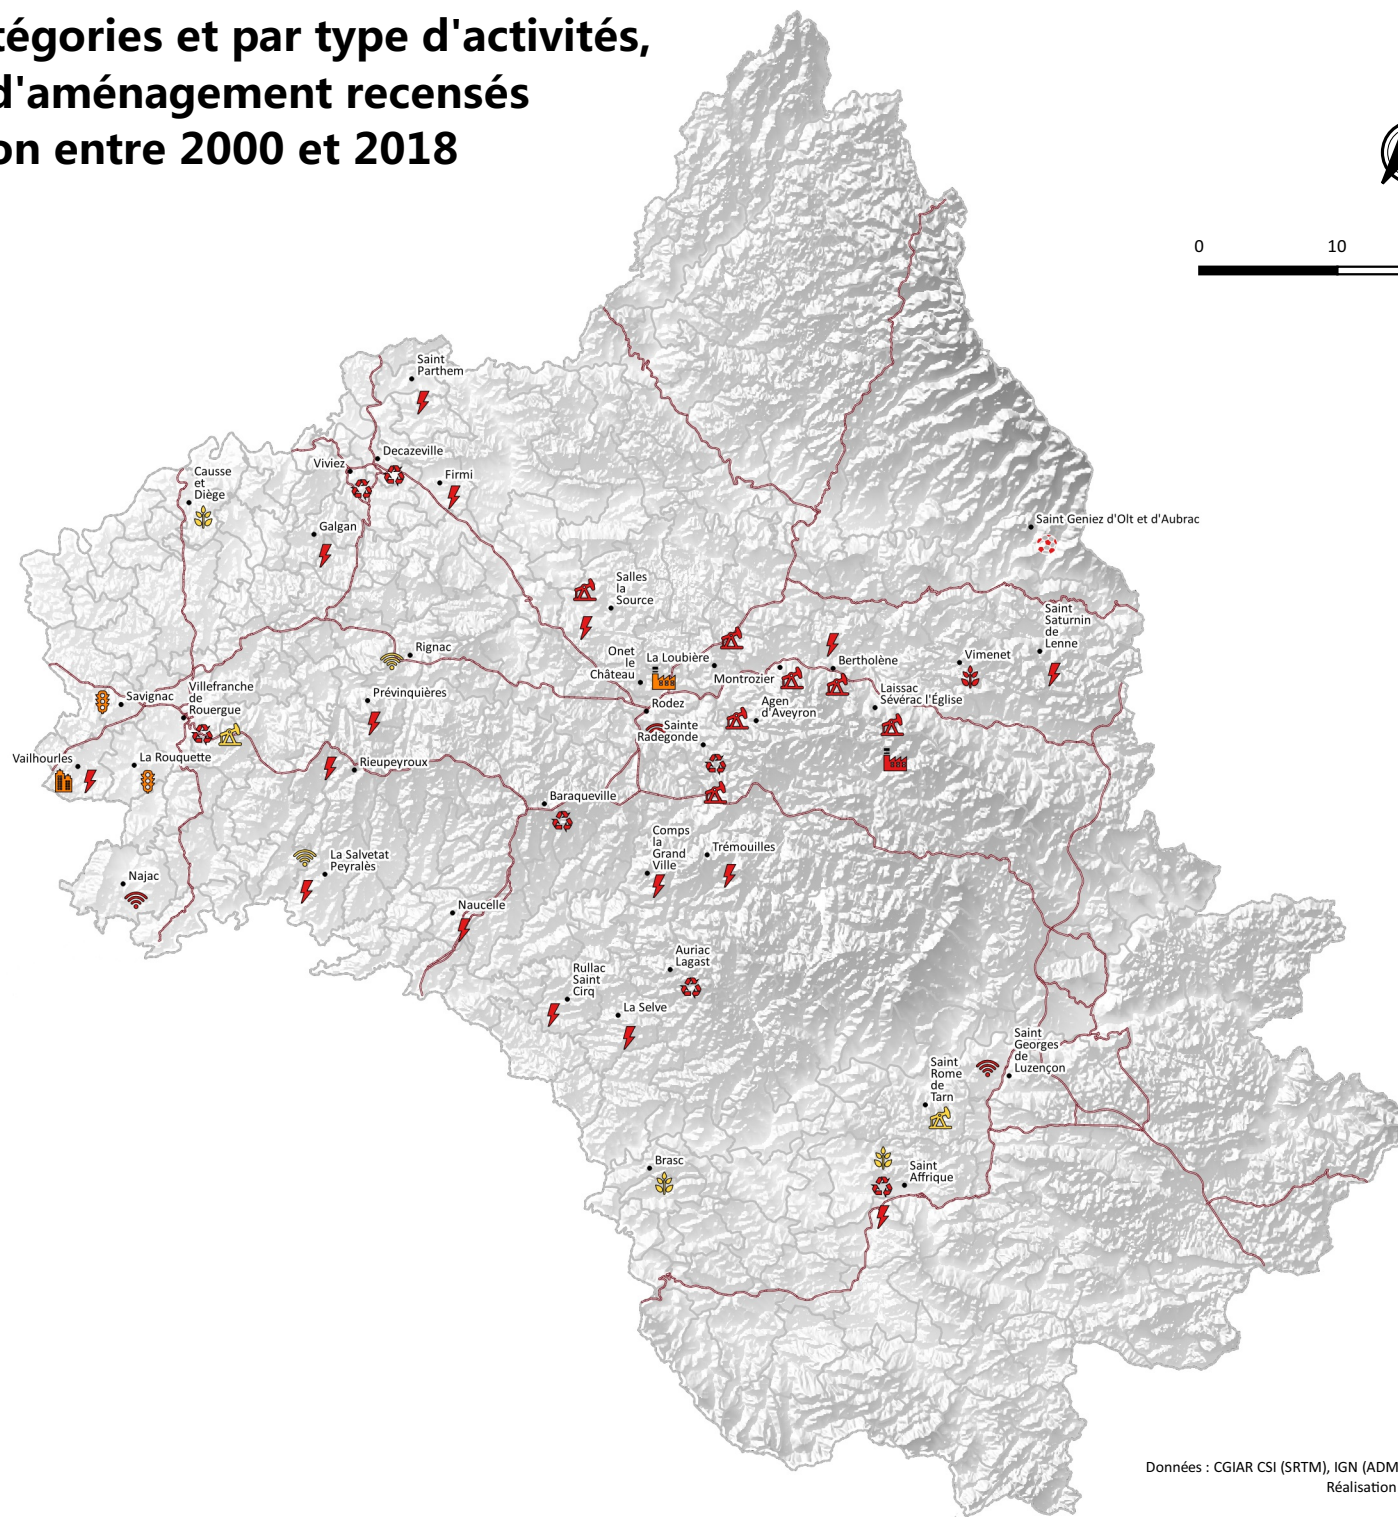 tégories et par type d'activités,
d'aménagement recensés
on entre 2000 et 2018
0
10
Saint
Parthem
Decazeville
Viviez
Firmi
Causse
et
Diège
Galgan
Saint Geniez d'Olt et d'Aubrac
Salles
la
Source
Saint
Saturnin
de
Lenne
Rignac
Onet
le
Château
La Loubière
Montrozier
Bertholène
Vimenet
Savignac
Villefranche
de
Rouergue
Prévinquières
Rodez
Agen
d'Aveyron
Laissac
Sévérac l'Église
Sainte
Radegonde
Vailhourles
La Rouquette
Rieupeyroux
Baraqueville
Comps
la
Grand
Ville
Trémouilles
La Salvetat
Peyralès
Najac
Naucelle
Auriac
Lagast
Rullac
Saint
Cirq
La Selve
Saint
Georges
de
Luzençon
Saint
Rome
de
Tarn
Brasc
Saint
Affrique
Données : CGIAR CSI (SRTM), IGN (ADM
Réalisation